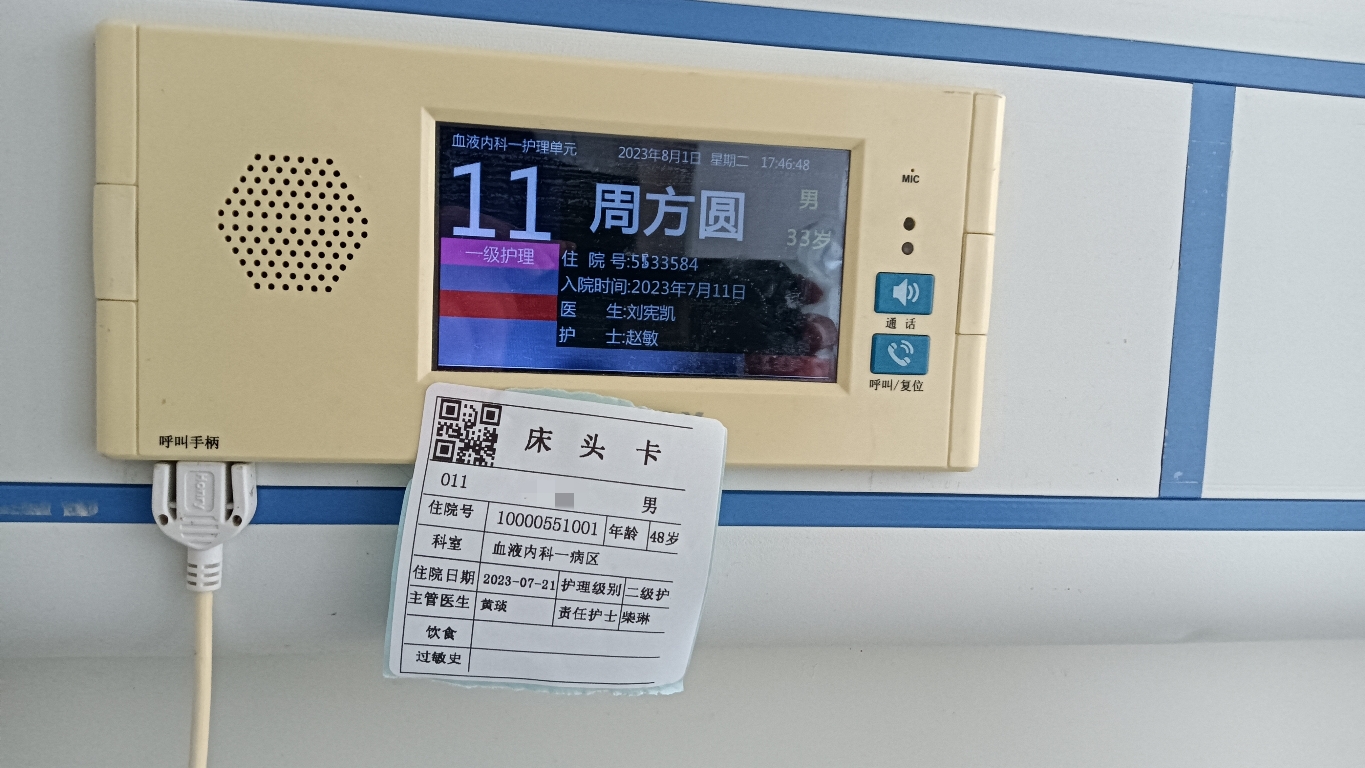 血液内科一护理单元 2023年8月1日 星期二 17:46:48
11 周方圆 男
33岁
一级护理
住 院 号:5533584
入院时间:2023年7月11日
医 生:刘宪凯
护 士:赵敏
MIC
通 话
呼叫/复位
呼叫手柄
Honry
床 头 卡
011 男
住院号 10000551001 年龄 48岁
科室 血液内科一病区
住院日期 2023-07-21 护理级别 二级护
主管医生 黄琰 责任护士 柴琳
饮食
过敏史